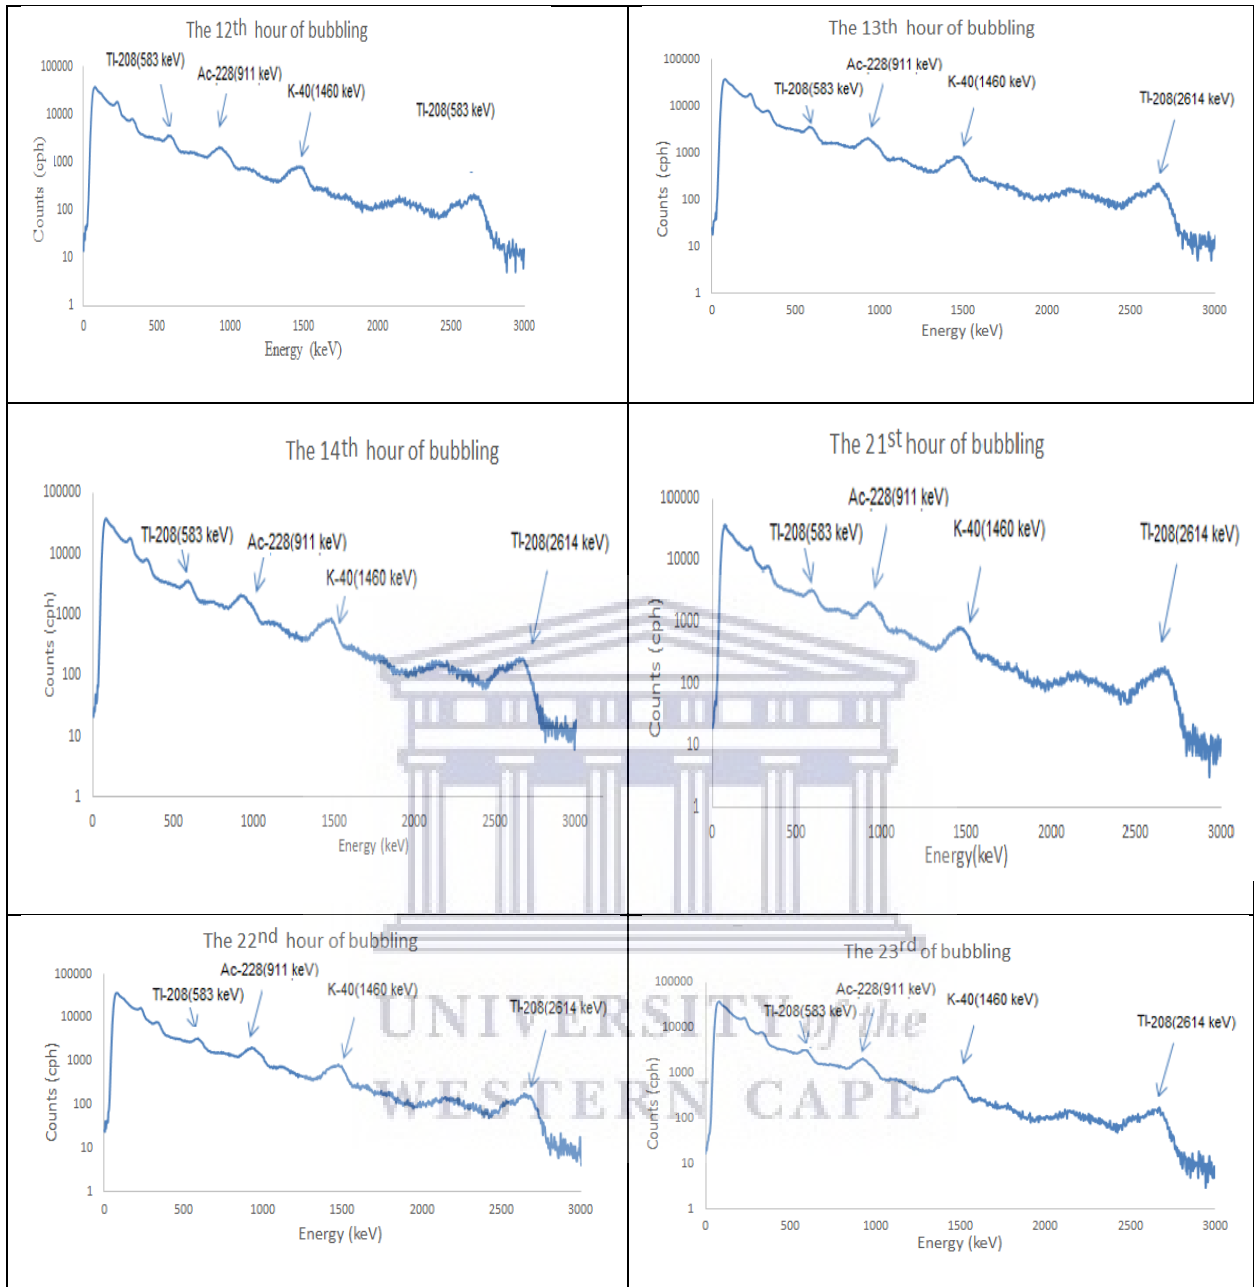 The 12th hour of bubbling
Tl-208(583 keV)
Ac-228(911 keV)
K-40(1460 keV)
Tl-208(583 keV)
100000
10000
1000
100
10
1
Counts (cph)
0 500 1000 1500 2000 2500 3000
Energy (keV)
The 13th hour of bubbling
Ac-228(911 keV)
Tl-208(583 keV)
K-40(1460 keV)
Tl-208(2614 keV)
100000
10000
1000
100
10
1
Counts (cph)
0 500 1000 1500 2000 2500 3000
Energy (keV)
The 14th hour of bubbling
Tl-208(583 keV)
Ac-228(911 keV)
K-40(1460 keV)
Tl-208(2614 keV)
100000
10000
1000
100
10
1
Counts (cph)
0 500 1000 1500 2000 2500 3000
Energy (keV)
The 21st hour of bubbling
Ac-228(911 keV)
Tl-208(583 keV)
K-40(1460 keV)
Tl-208(2614 keV)
100000
10000
1000
100
10
1
Counts (cph)
0 500 1000 1500 2000 2500 3000
Energy(keV)
The 22nd hour of bubbling
Ac-228(911 keV)
Tl-208(583 keV)
K-40(1460 keV)
Tl-208(2614 keV)
100000
10000
1000
100
10
1
Counts (cph)
0 500 1000 1500 2000 2500 3000
Energy (keV)
The 23rd of bubbling
Ac-228(911 keV)
Tl-208(583 keV)
K-40(1460 keV)
Tl-208(2614 keV)
100000
10000
1000
100
10
1
Counts (cph)
0 500 1000 1500 2000 2500 3000
Energy (keV)
UNIVERSITY of the
WESTERN CAPE